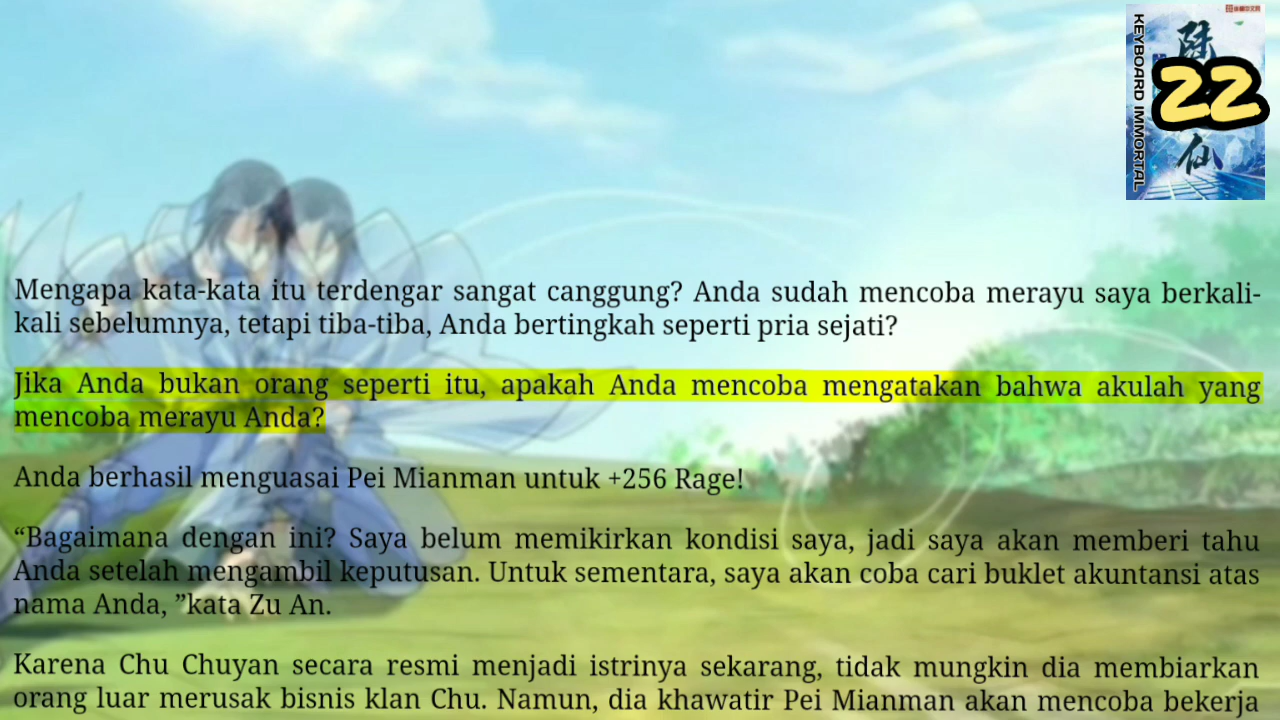 KEYBOARD IMMORTAL
22
仙
Mengapa kata-kata itu terdengar sangat canggung? Anda sudah mencoba merayu saya berkali-
kali sebelumnya, tetapi tiba-tiba, Anda bertingkah seperti pria sejati?
Jika Anda bukan orang seperti itu, apakah Anda mencoba mengatakan bahwa akulah yang
mencoba merayu Anda?
Anda berhasil menguasai Pei Mianman untuk +256 Rage!
“Bagaimana dengan ini? Saya belum memikirkan kondisi saya, jadi saya akan memberi tahu
Anda setelah mengambil keputusan. Untuk sementara, saya akan coba cari buklet akuntansi atas
nama Anda, ”kata Zu An.
Karena Chu Chuyan secara resmi menjadi istrinya sekarang, tidak mungkin dia membiarkan
orang luar merusak bisnis klan Chu. Namun, dia khawatir Pei Mianman akan mencoba bekerja